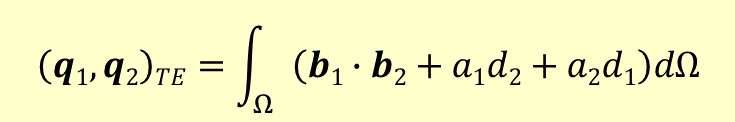 (𝒒₁, 𝒒₂)_TE = ∫_Ω (𝒃₁ · 𝒃₂ + a₁d₂ + a₂d₁)dΩ